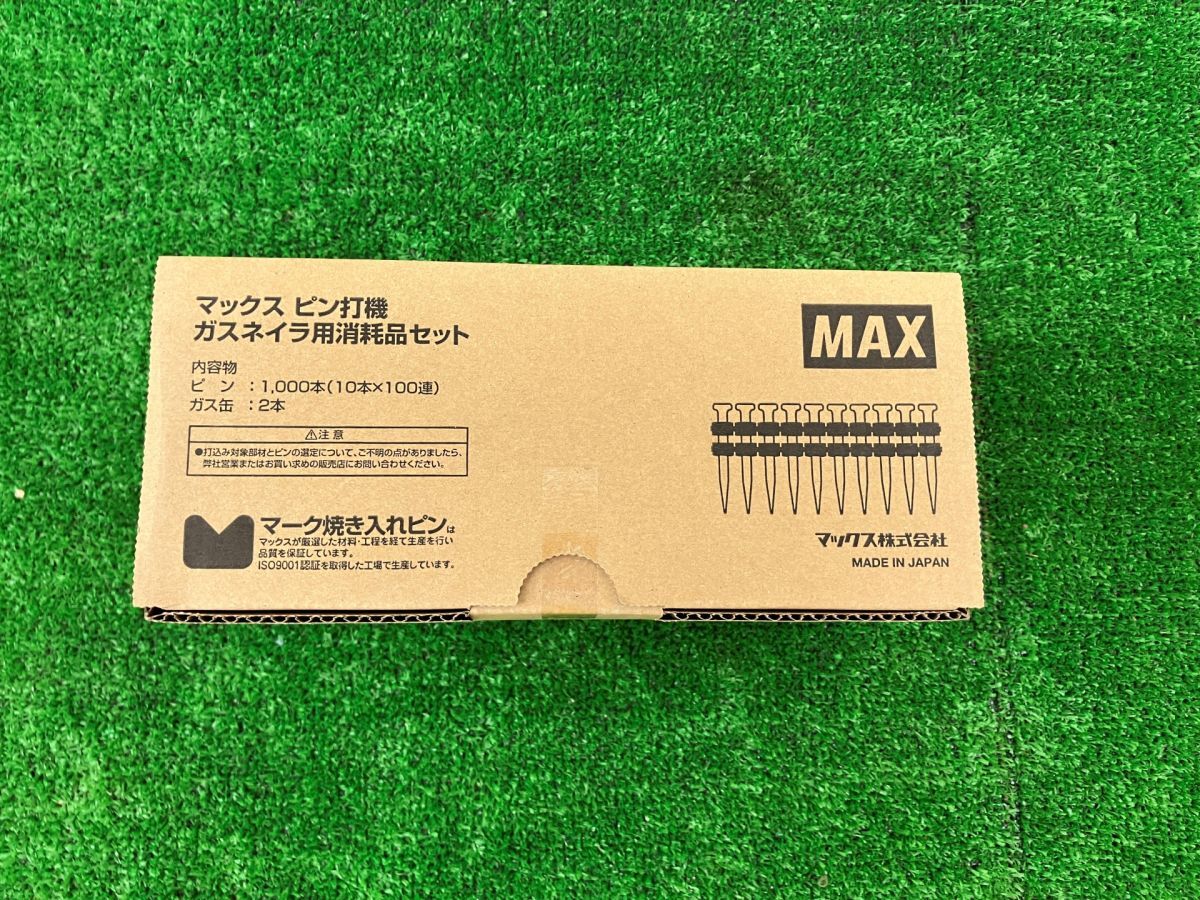 マックス ピン打機
ガスネイラ用消耗品セット
内容物
ピン :1,000本(10本×100連)
ガス缶 :2本
⚠注意
●打込み対象部材とピンの選定について、ご不明の点がありましたら、
弊社営業またはお買い求めの販売店にお問い合わせください。
マーク焼き入れピンは
マックスが厳選した材料・工程を経て生産を行い
品質を保証しています。
ISO9001認証を取得した工場で生産しています。
MAX
マックス株式会社
MADE IN JAPAN